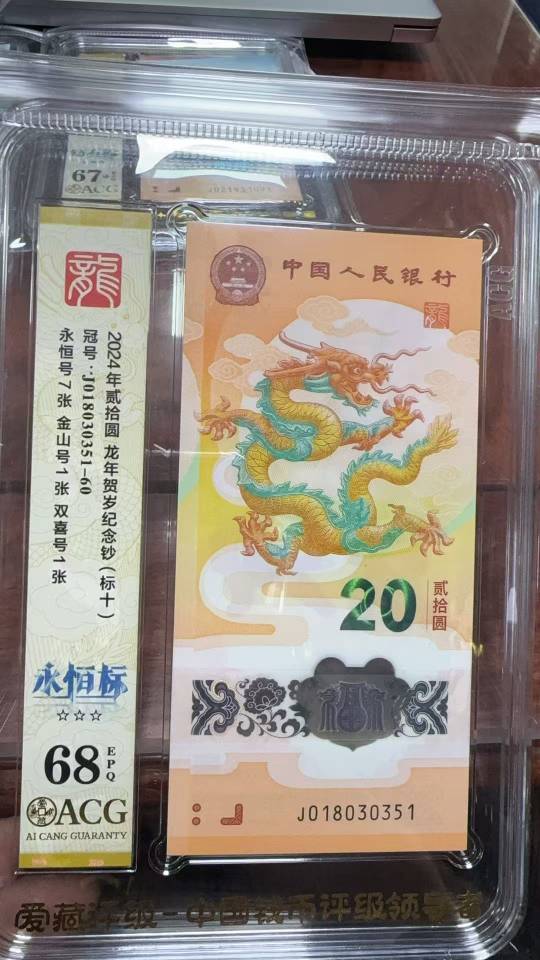 67
ACG
J021921091
龍
2024年贰拾圆 龙年贺岁纪念钞(标十)
冠号:J018030351-60
永恒号7张 金山号1张 双喜号1张
永恒标
☆☆☆
68 EPQ
ACG
AI CANG GUARANTY
中国人民银行
龍
20
贰拾圆
福
J018030351
爱藏评级-中国钱币评级领导者